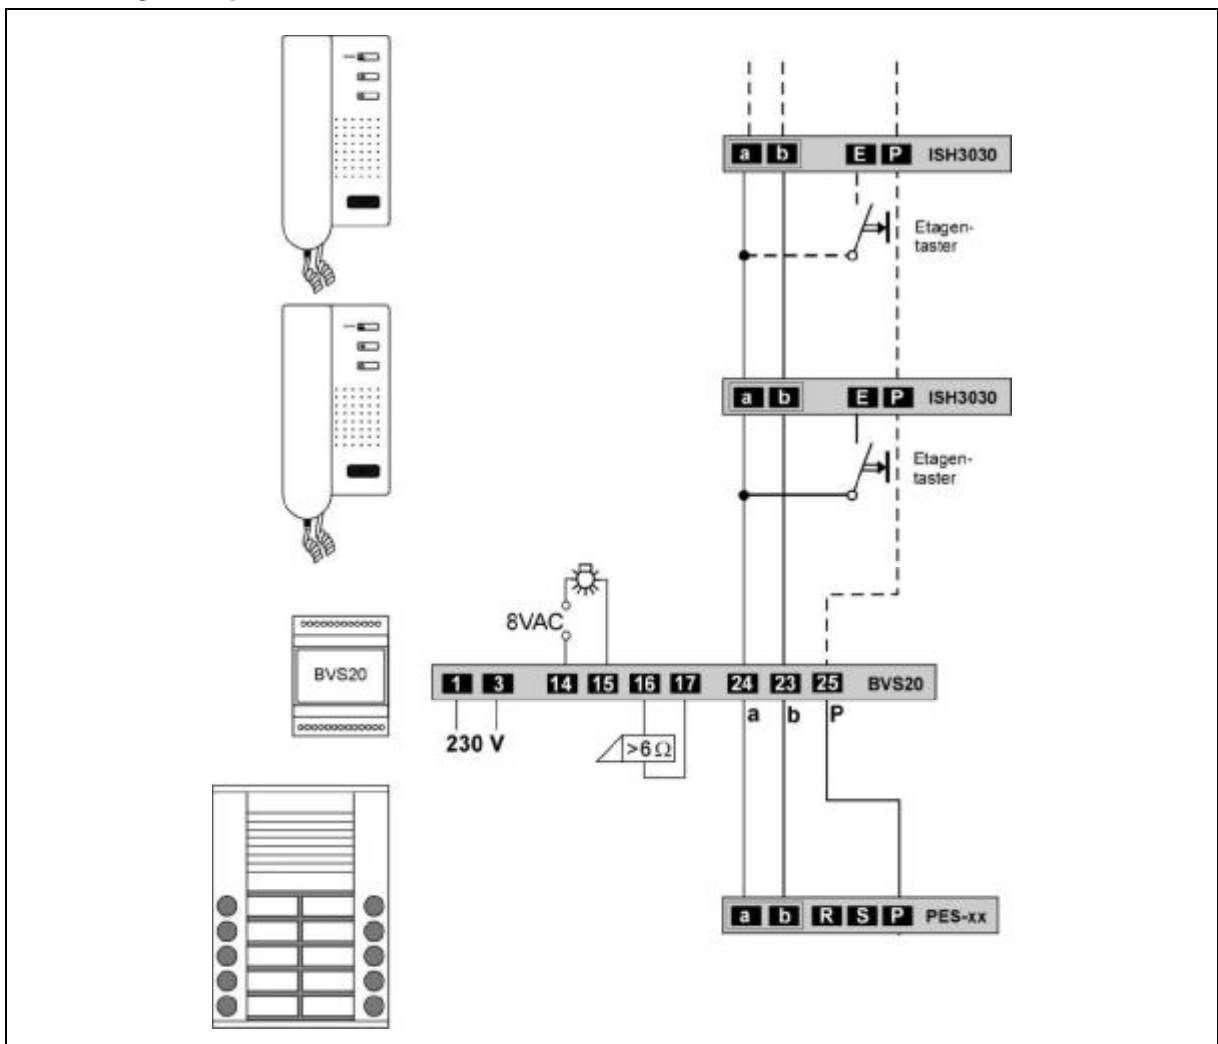 a b E P ISH3030
Etagen-
taster
a b E P ISH3030
Etagen-
taster
8VAC
BVS20
1 3 14 15 16 17 24 23 25 BVS20
a b P
230 V
>6 Ω
a b R S P PES-xx